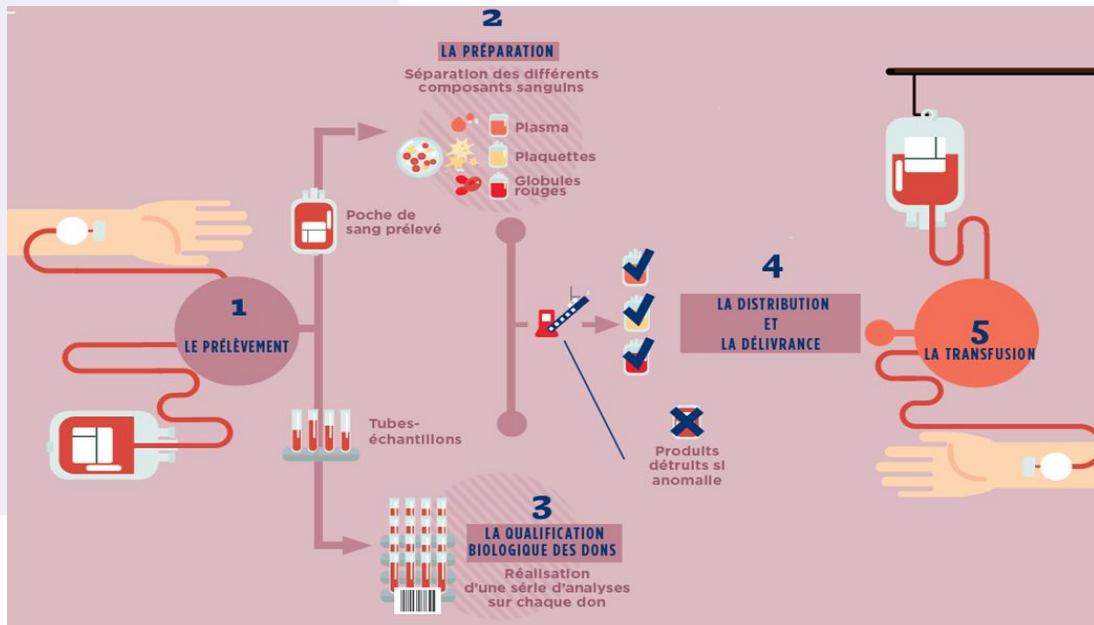 1
LE PRÉLÈVEMENT
Poche de
sang prélevé
Tubes-
échantillons
2
LA PRÉPARATION
Séparation des différents
composants sanguins
Plasma
Plaquettes
Globules
rouges
3
LA QUALIFICATION
BIOLOGIQUE DES DONS
Réalisation
d'une série d'analyses
sur chaque don
Produits
détruits si
anomalie
4
LA DISTRIBUTION
ET
LA DÉLIVRANCE
5
LA TRANSFUSION